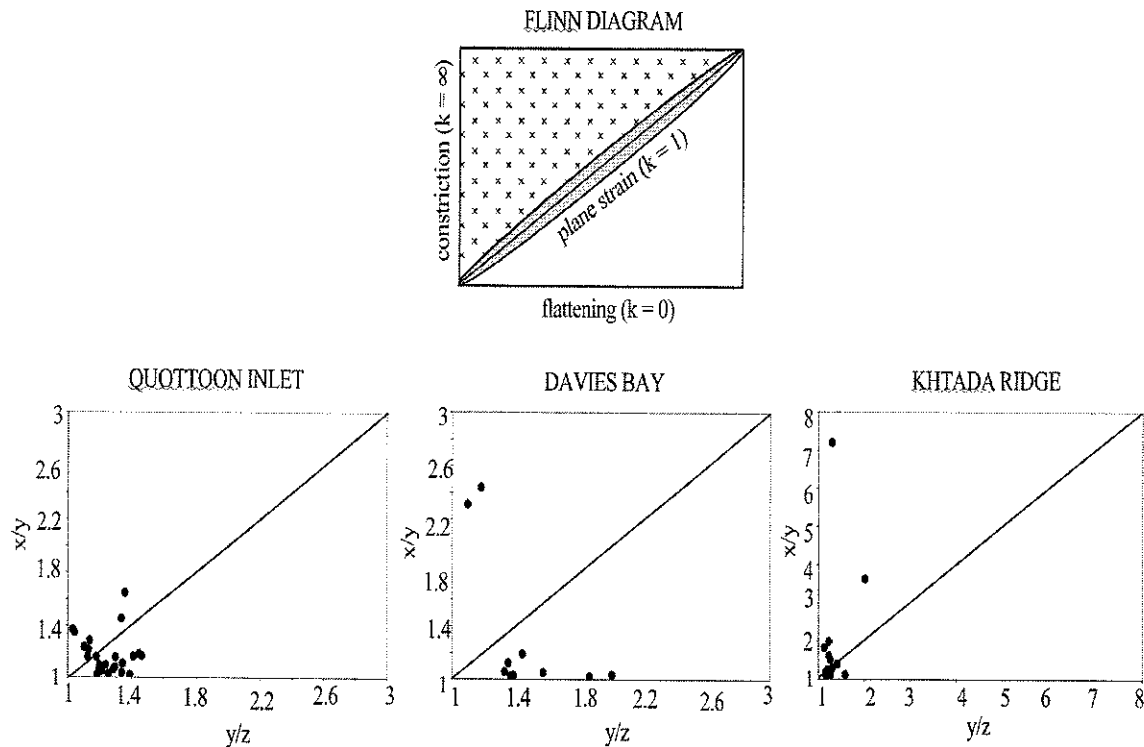 FLINN DIAGRAM
constriction (k = ∞)
plane strain (k = 1)
flattening (k = 0)
QUOTTOON INLET
3
2.6
2.2
1.8
1.4
1
x/y
1 1.4 1.8 2.2 2.6 3
y/z
DAVIES BAY
3
2.6
2.2
1.8
1.4
1
x/y
1 1.4 1.8 2.2 2.6 3
y/z
KHTADA RIDGE
8
7
6
5
4
3
2
1
x/y
1 2 3 4 5 6 7 8
y/z